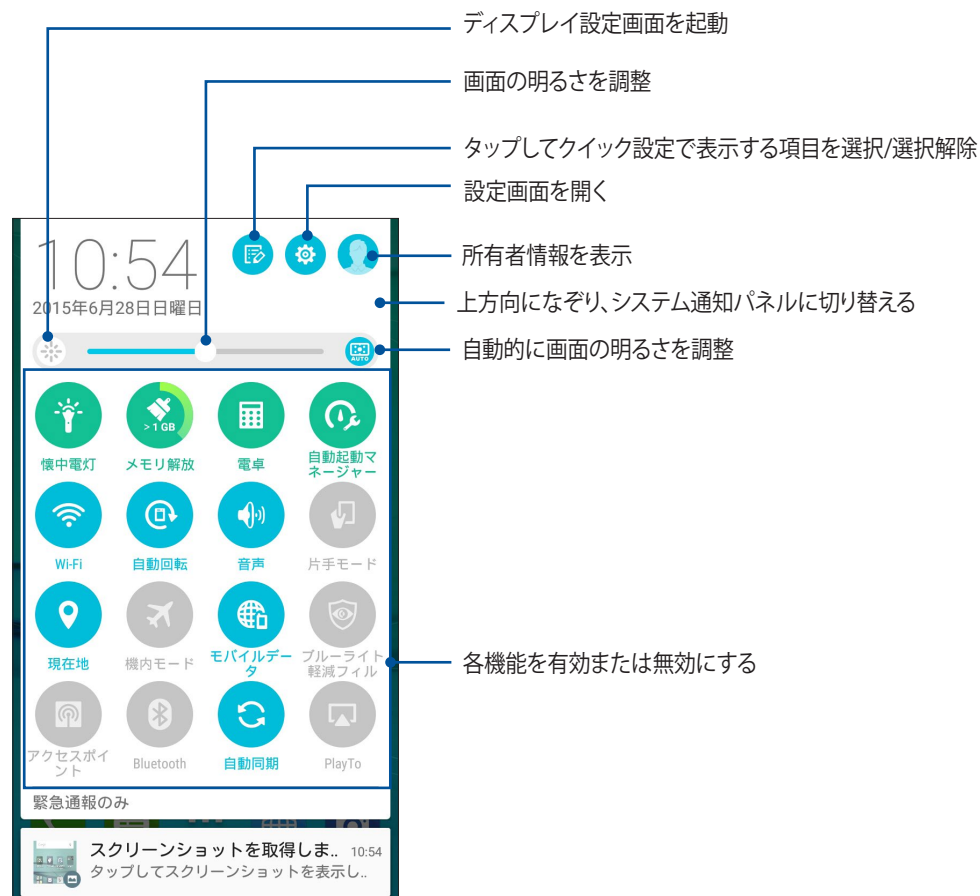 ディスプレイ設定画面を起動
画面の明るさを調整
タップしてクイック設定で表示する項目を選択/選択解除
設定画面を開く
所有者情報を表示
上方向になぞり、システム通知パネルに切り替える
自動的に画面の明るさを調整
各機能を有効または無効にする
10:54
2015年6月28日日曜日
AUTO
> 1 GB
懐中電灯
メモリ解放
電卓
自動起動マ
ネージャー
Wi-Fi
自動回転
音声
片手モード
現在地
機内モード
モバイルデー
タ
ブルーライト
軽減フィル
アクセスポイ
ント
Bluetooth
自動同期
PlayTo
緊急通報のみ
スクリーンショットを取得しま.. 10:54
タップしてスクリーンショットを表示し..